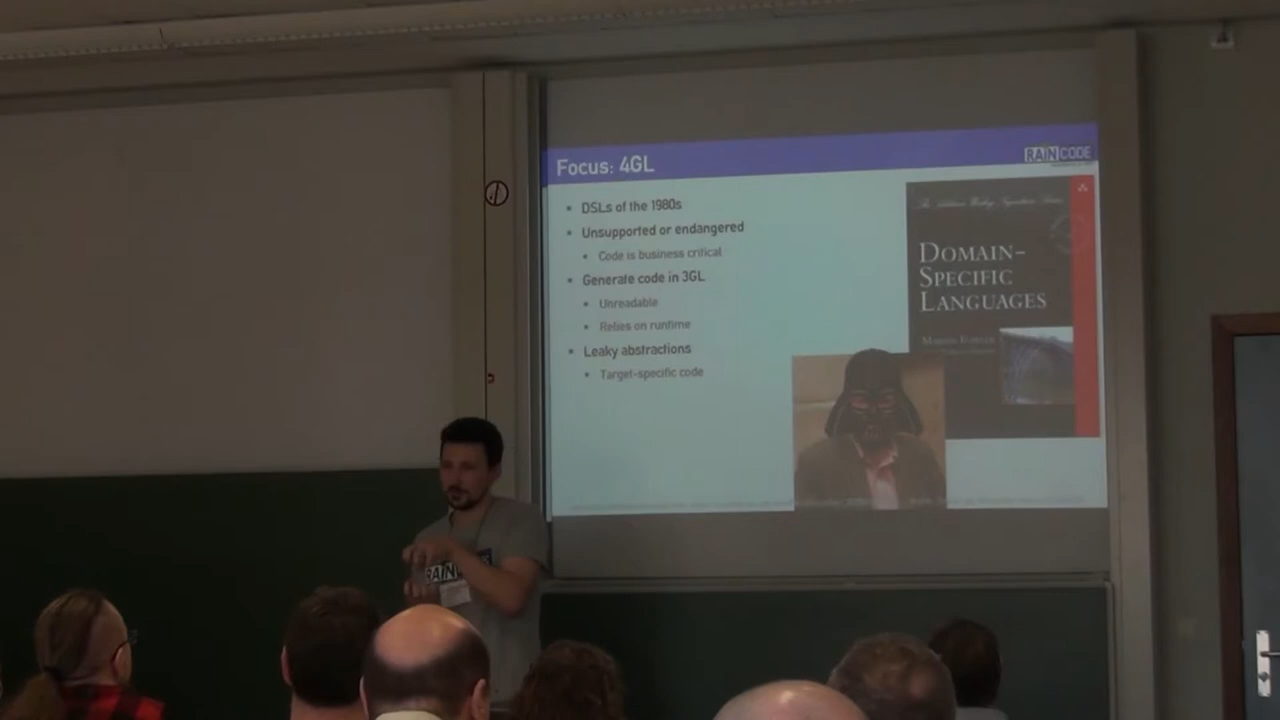 Focus: 4GL
RAINCODE
• DSLs of the 1980s
• Unsupported or endangered
• Code is business critical
• Generate code in 3GL
• Unreadable
• Relies on runtime
• Leaky abstractions
• Target-specific code
DOMAIN-
SPECIFIC
LANGUAGES
RAIN